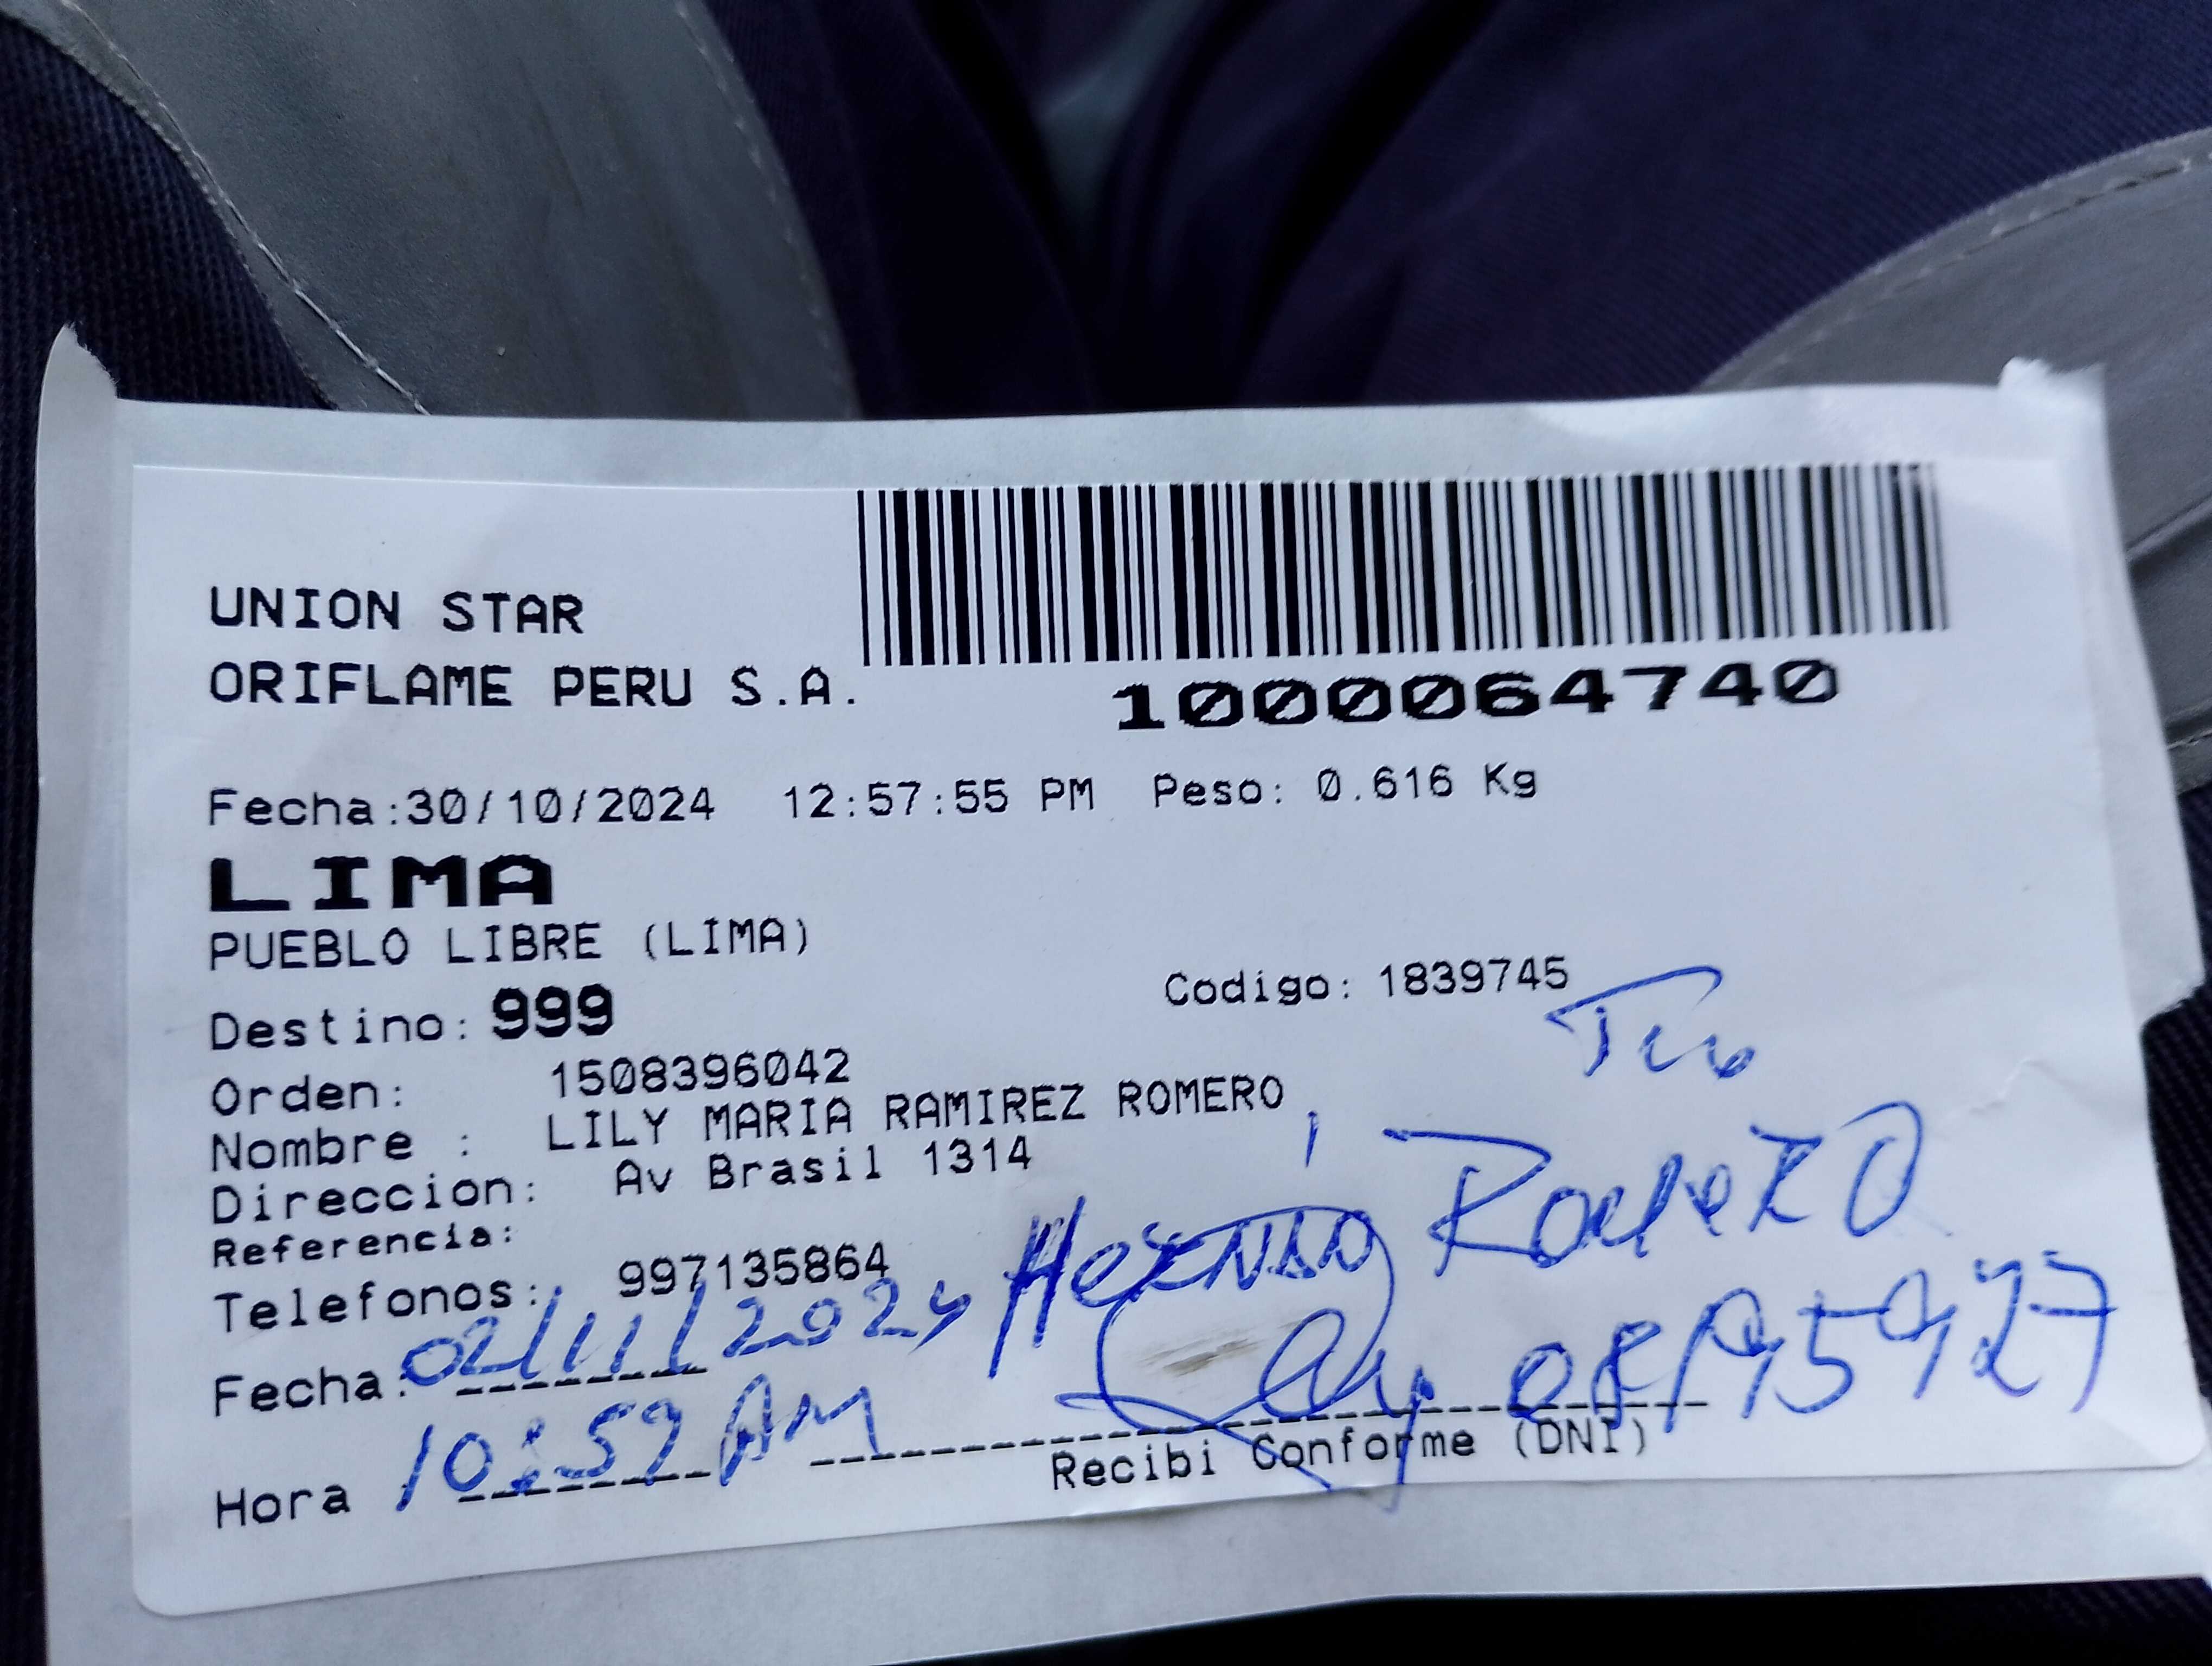 UNION STAR
ORIFLAME PERU S.A.
1000064740
Fecha:30/10/2024 12:57:55 PM Peso: 0.616 Kg
LIMA
PUEBLO LIBRE (LIMA)
Destino: 999 Codigo: 1839745
Orden: 1508396042
Nombre : LILY MARIA RAMIREZ ROMERO
Direccion: Av Brasil 1314
Referencia:
Telefonos: 997135864
Romero
Fecha: 02/11/2024
Hora 10:59 AM
Recibi Conforme (DNI)